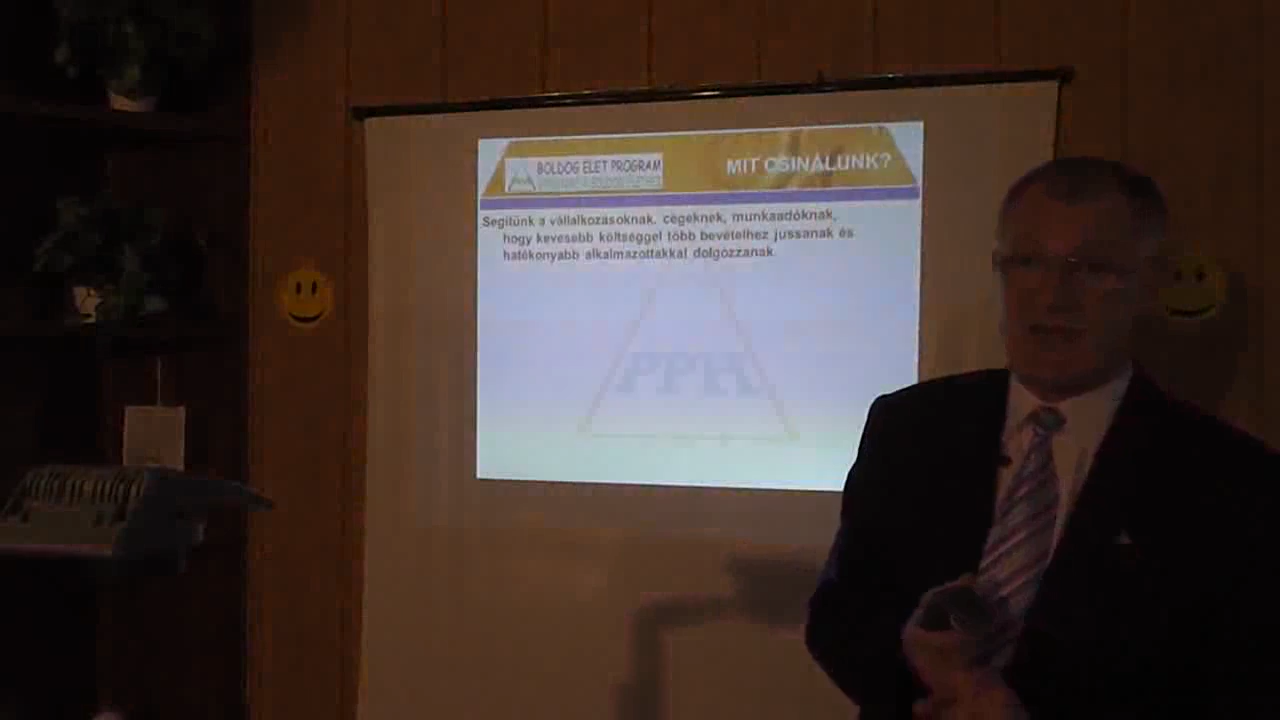 BOLDOG ÉLET PROGRAM
MIT CSINÁLUNK?
Segítünk a vállalkozásoknak, cégeknek, munkaadóknak,
hogy kevesebb költséggel több bevételhez jussanak és
hatékonyabb alkalmazottakkal dolgozzanak.
PPH